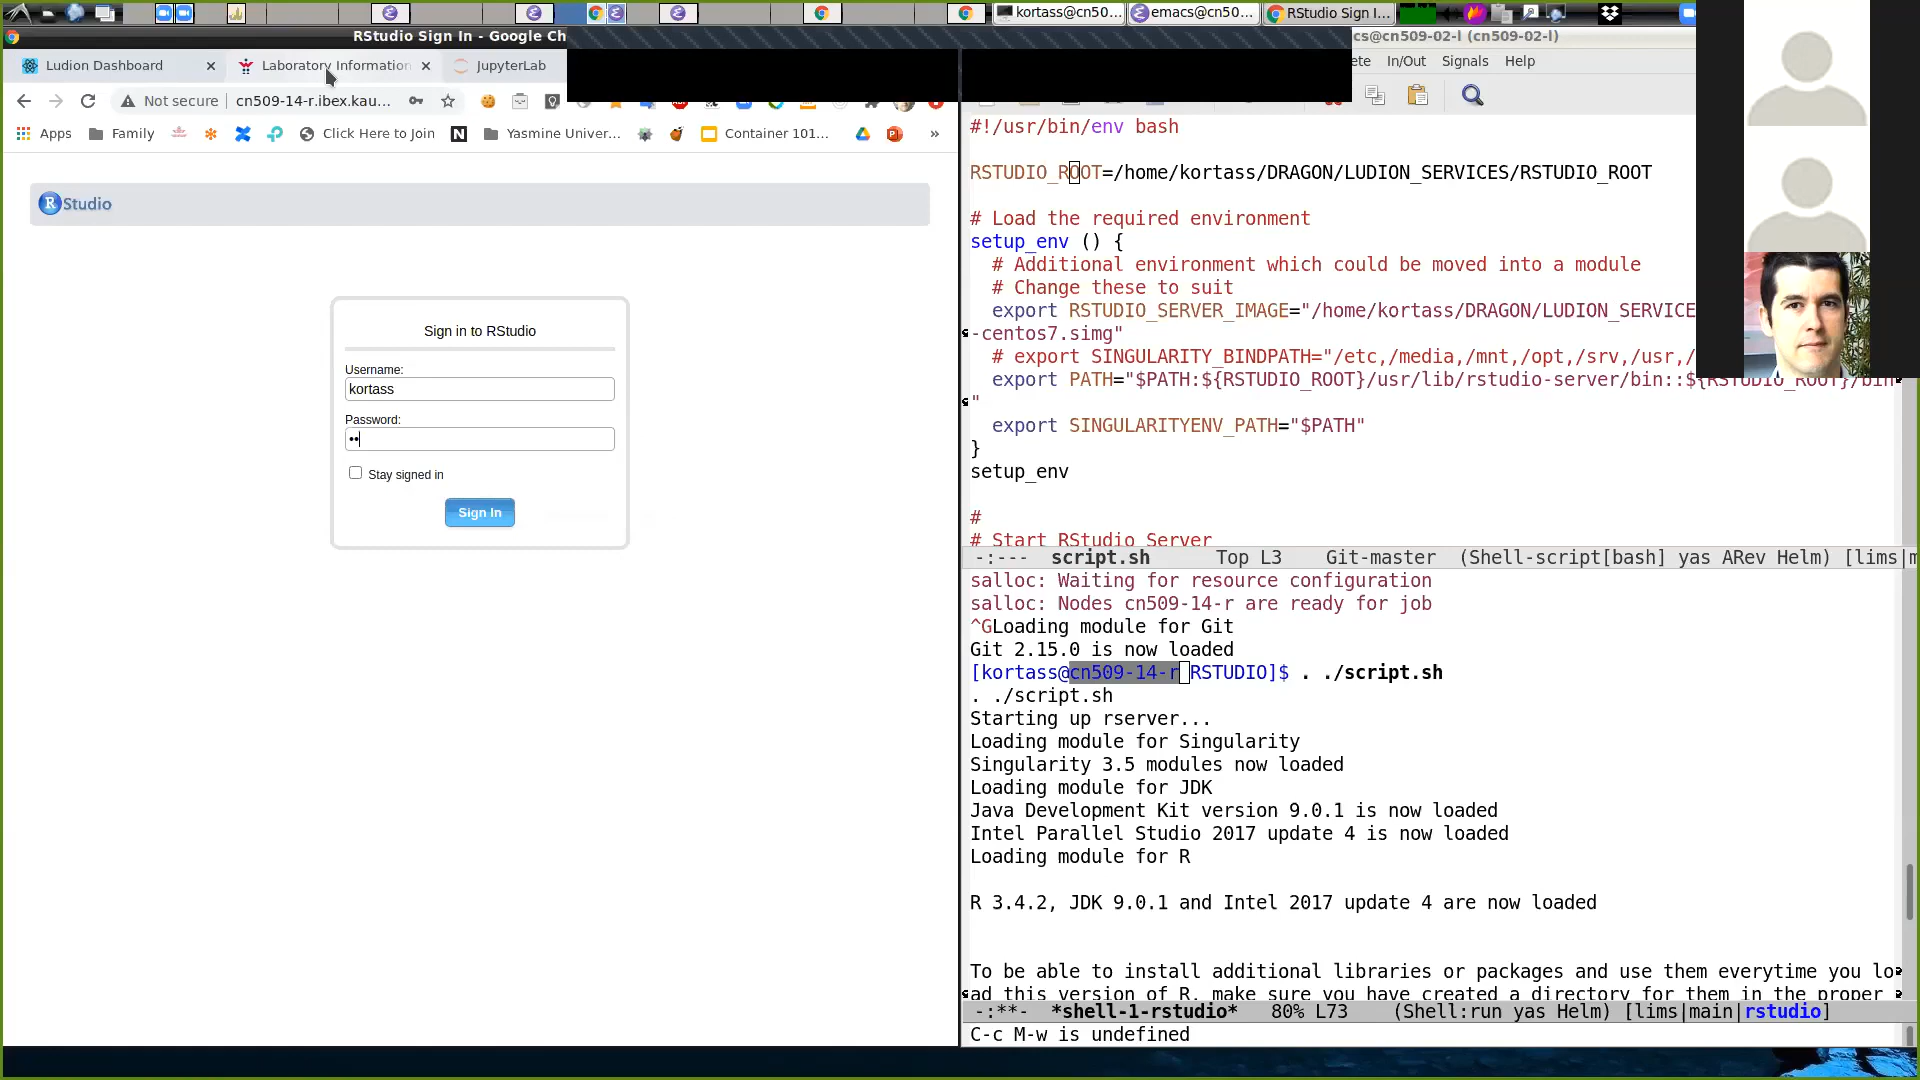 kortass@cn50...
emacs@cn50...
RStudio Sign I...
RStudio Sign In - Google Ch
cs@cn509-02-l (cn509-02-l)
Ludion Dashboard
Laboratory Information
JupyterLab
ete In/Out Signals Help
Not secure cn509-14-r.ibex.kau...
Apps Family Click Here to Join Yasmine Univer... Container 101... »
R Studio
Sign in to RStudio
Username:
kortass
Password:
••
Stay signed in
Sign In
#!/usr/bin/env bash
RSTUDIO_ROOT=/home/kortass/DRAGON/LUDION_SERVICES/RSTUDIO_ROOT
# Load the required environment
setup_env () {
# Additional environment which could be moved into a module
# Change these to suit
export RSTUDIO_SERVER_IMAGE="/home/kortass/DRAGON/LUDION_SERVICE
-centos7.simg"
# export SINGULARITY_BINDPATH="/etc,/media,/mnt,/opt,/srv,/usr,/
export PATH="$PATH:${RSTUDIO_ROOT}/usr/lib/rstudio-server/bin::${RSTUDIO_ROOT}/bin
"
export SINGULARITYENV_PATH="$PATH"
}
setup_env
#
# Start RStudio Server
-:--- script.sh Top L3 Git-master (Shell-script[bash] yas ARev Helm) [lims|m
salloc: Waiting for resource configuration
salloc: Nodes cn509-14-r are ready for job
^GLoading module for Git
Git 2.15.0 is now loaded
[kortass@cn509-14-r RSTUDIO]$ . ./script.sh
. ./script.sh
Starting up rserver...
Loading module for Singularity
Singularity 3.5 modules now loaded
Loading module for JDK
Java Development Kit version 9.0.1 is now loaded
Intel Parallel Studio 2017 update 4 is now loaded
Loading module for R
R 3.4.2, JDK 9.0.1 and Intel 2017 update 4 are now loaded
To be able to install additional libraries or packages and use them everytime you lo
ad this version of R, make sure you have created a directory for them in the proper
-:**- *shell-1-rstudio* 80% L73 (Shell:run yas Helm) [lims|main|rstudio]
C-c M-w is undefined